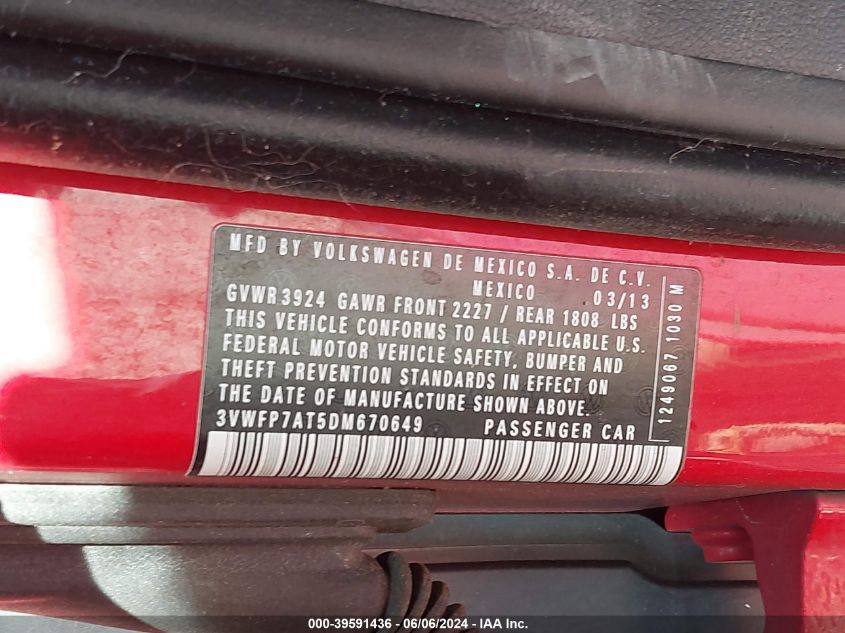 MFD BY VOLKSWAGEN DE MEXICO S.A. DE C.V.
MEXICO 03/13
GVWR 3924 GAWR FRONT 2227 / REAR 1808 LBS
THIS VEHICLE CONFORMS TO ALL APPLICABLE U.S.
FEDERAL MOTOR VEHICLE SAFETY, BUMPER AND
THEFT PREVENTION STANDARDS IN EFFECT ON
THE DATE OF MANUFACTURE SHOWN ABOVE.
3VWFP7AT5DM670649 PASSENGER CAR
1249067 1030 M
000-39591436 - 06/06/2024 - IAA Inc.